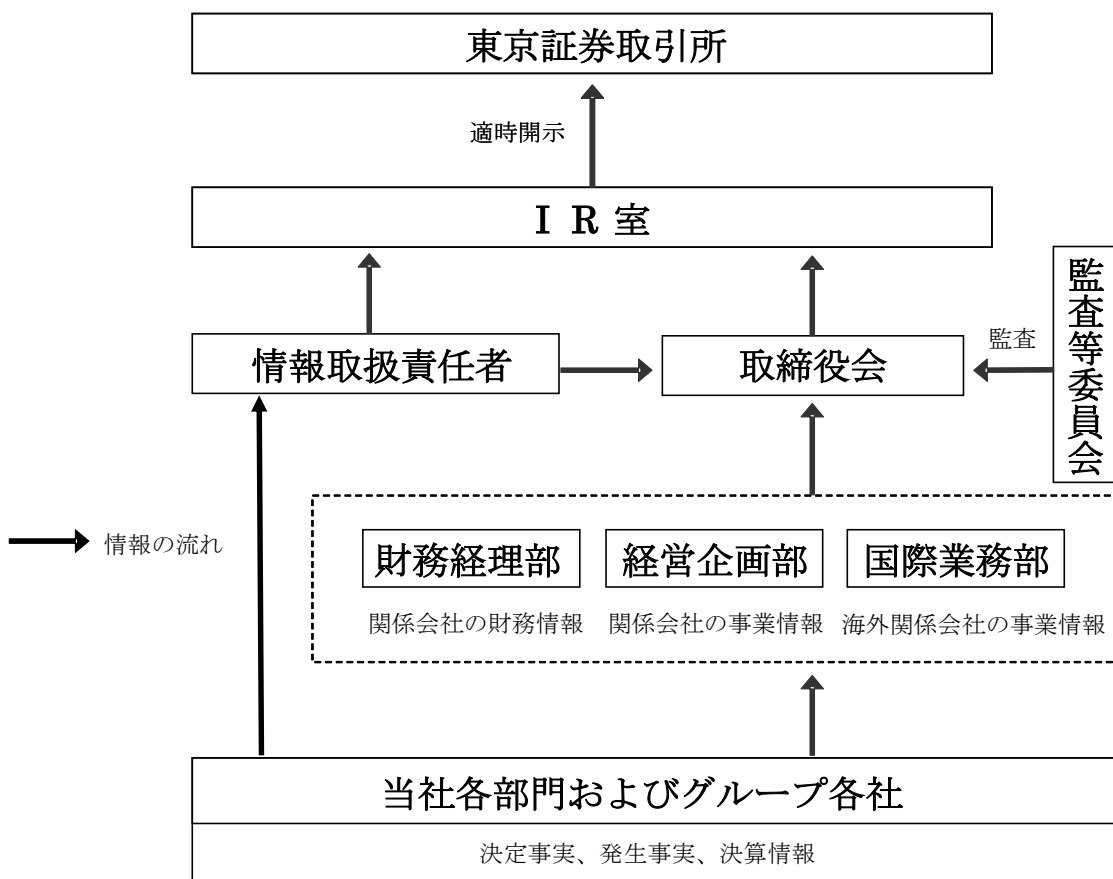 東京証券取引所
適時開示
ＩＲ室
監査等委員会
情報取扱責任者
取締役会
監査
情報の流れ
財務経理部
経営企画部
国際業務部
関係会社の財務情報
関係会社の事業情報
海外関係会社の事業情報
当社各部門およびグループ各社
決定事実、発生事実、決算情報